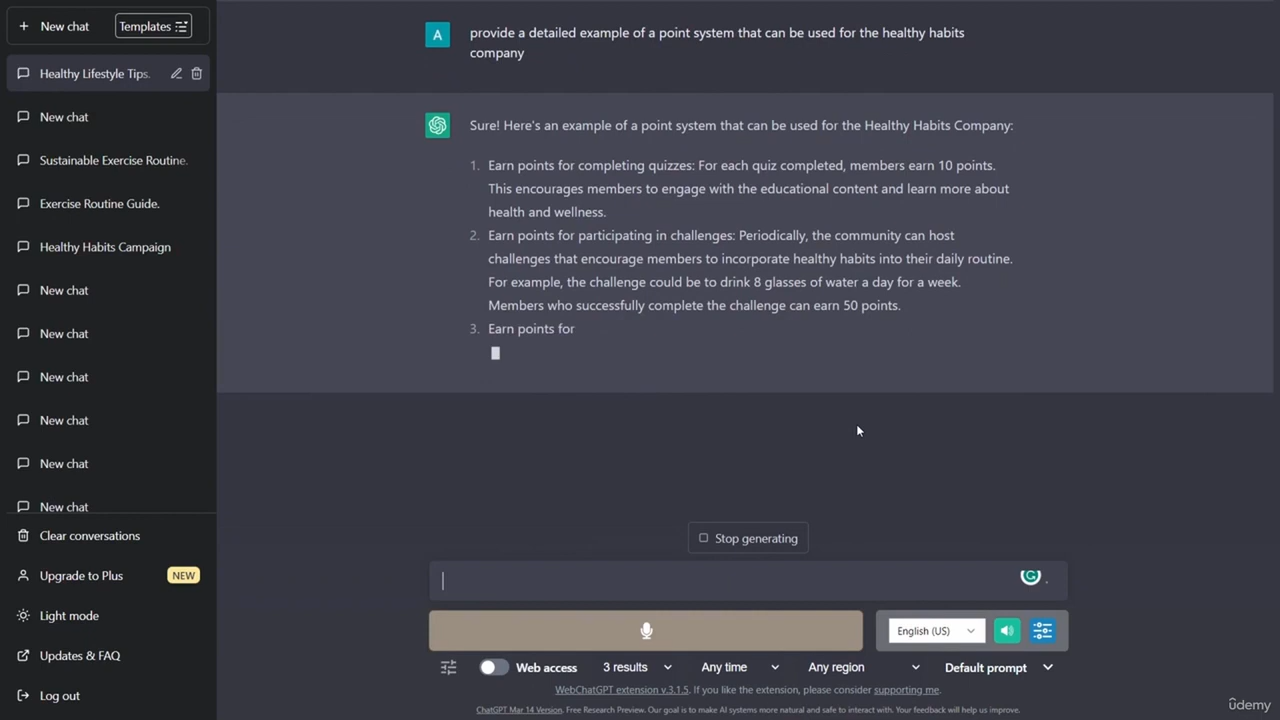 New chat
Templates
Healthy Lifestyle Tips.
New chat
Sustainable Exercise Routine.
Exercise Routine Guide.
Healthy Habits Campaign
New chat
New chat
New chat
New chat
New chat
New chat
Clear conversations
Upgrade to Plus
NEW
Light mode
Updates & FAQ
Log out
A
provide a detailed example of a point system that can be used for the healthy habits
company
Sure! Here's an example of a point system that can be used for the Healthy Habits Company:
1. Earn points for completing quizzes: For each quiz completed, members earn 10 points.
This encourages members to engage with the educational content and learn more about
health and wellness.
2. Earn points for participating in challenges: Periodically, the community can host
challenges that encourage members to incorporate healthy habits into their daily routine.
For example, the challenge could be to drink 8 glasses of water a day for a week.
Members who successfully complete the challenge can earn 50 points.
3. Earn points for
Stop generating
English (US)
Web access
3 results
Any time
Any region
Default prompt
WebChatGPT extension v.3.1.5. If you like the extension, please consider supporting me.
ChatGPT Mar 14 Version. Free Research Preview. Our goal is to make AI systems more natural and safe to interact with. Your feedback will help us improve.
ûdemy